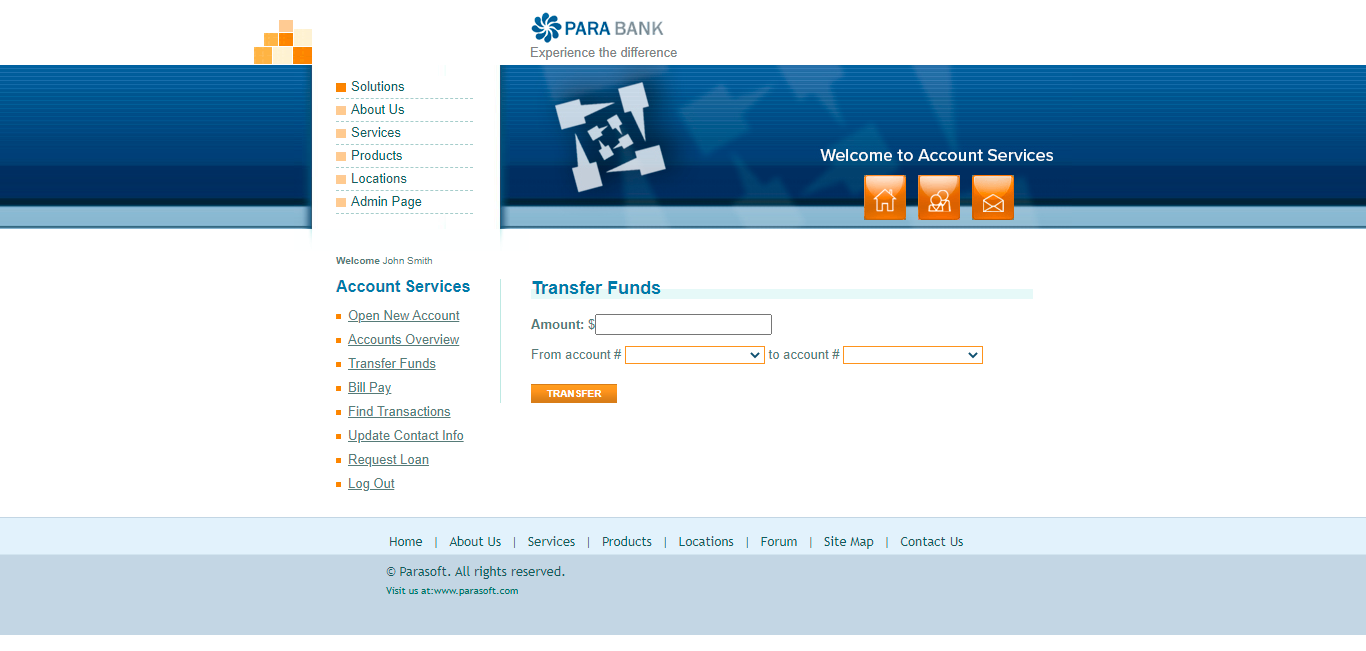 PARA BANK
Experience the difference
Solutions
About Us
Services
Products
Locations
Admin Page
Welcome to Account Services
Welcome John Smith
Account Services
Open New Account
Accounts Overview
Transfer Funds
Bill Pay
Find Transactions
Update Contact Info
Request Loan
Log Out
Transfer Funds
Amount: $
From account # to account #
TRANSFER
Home | About Us | Services | Products | Locations | Forum | Site Map | Contact Us
© Parasoft. All rights reserved.
Visit us at:www.parasoft.com